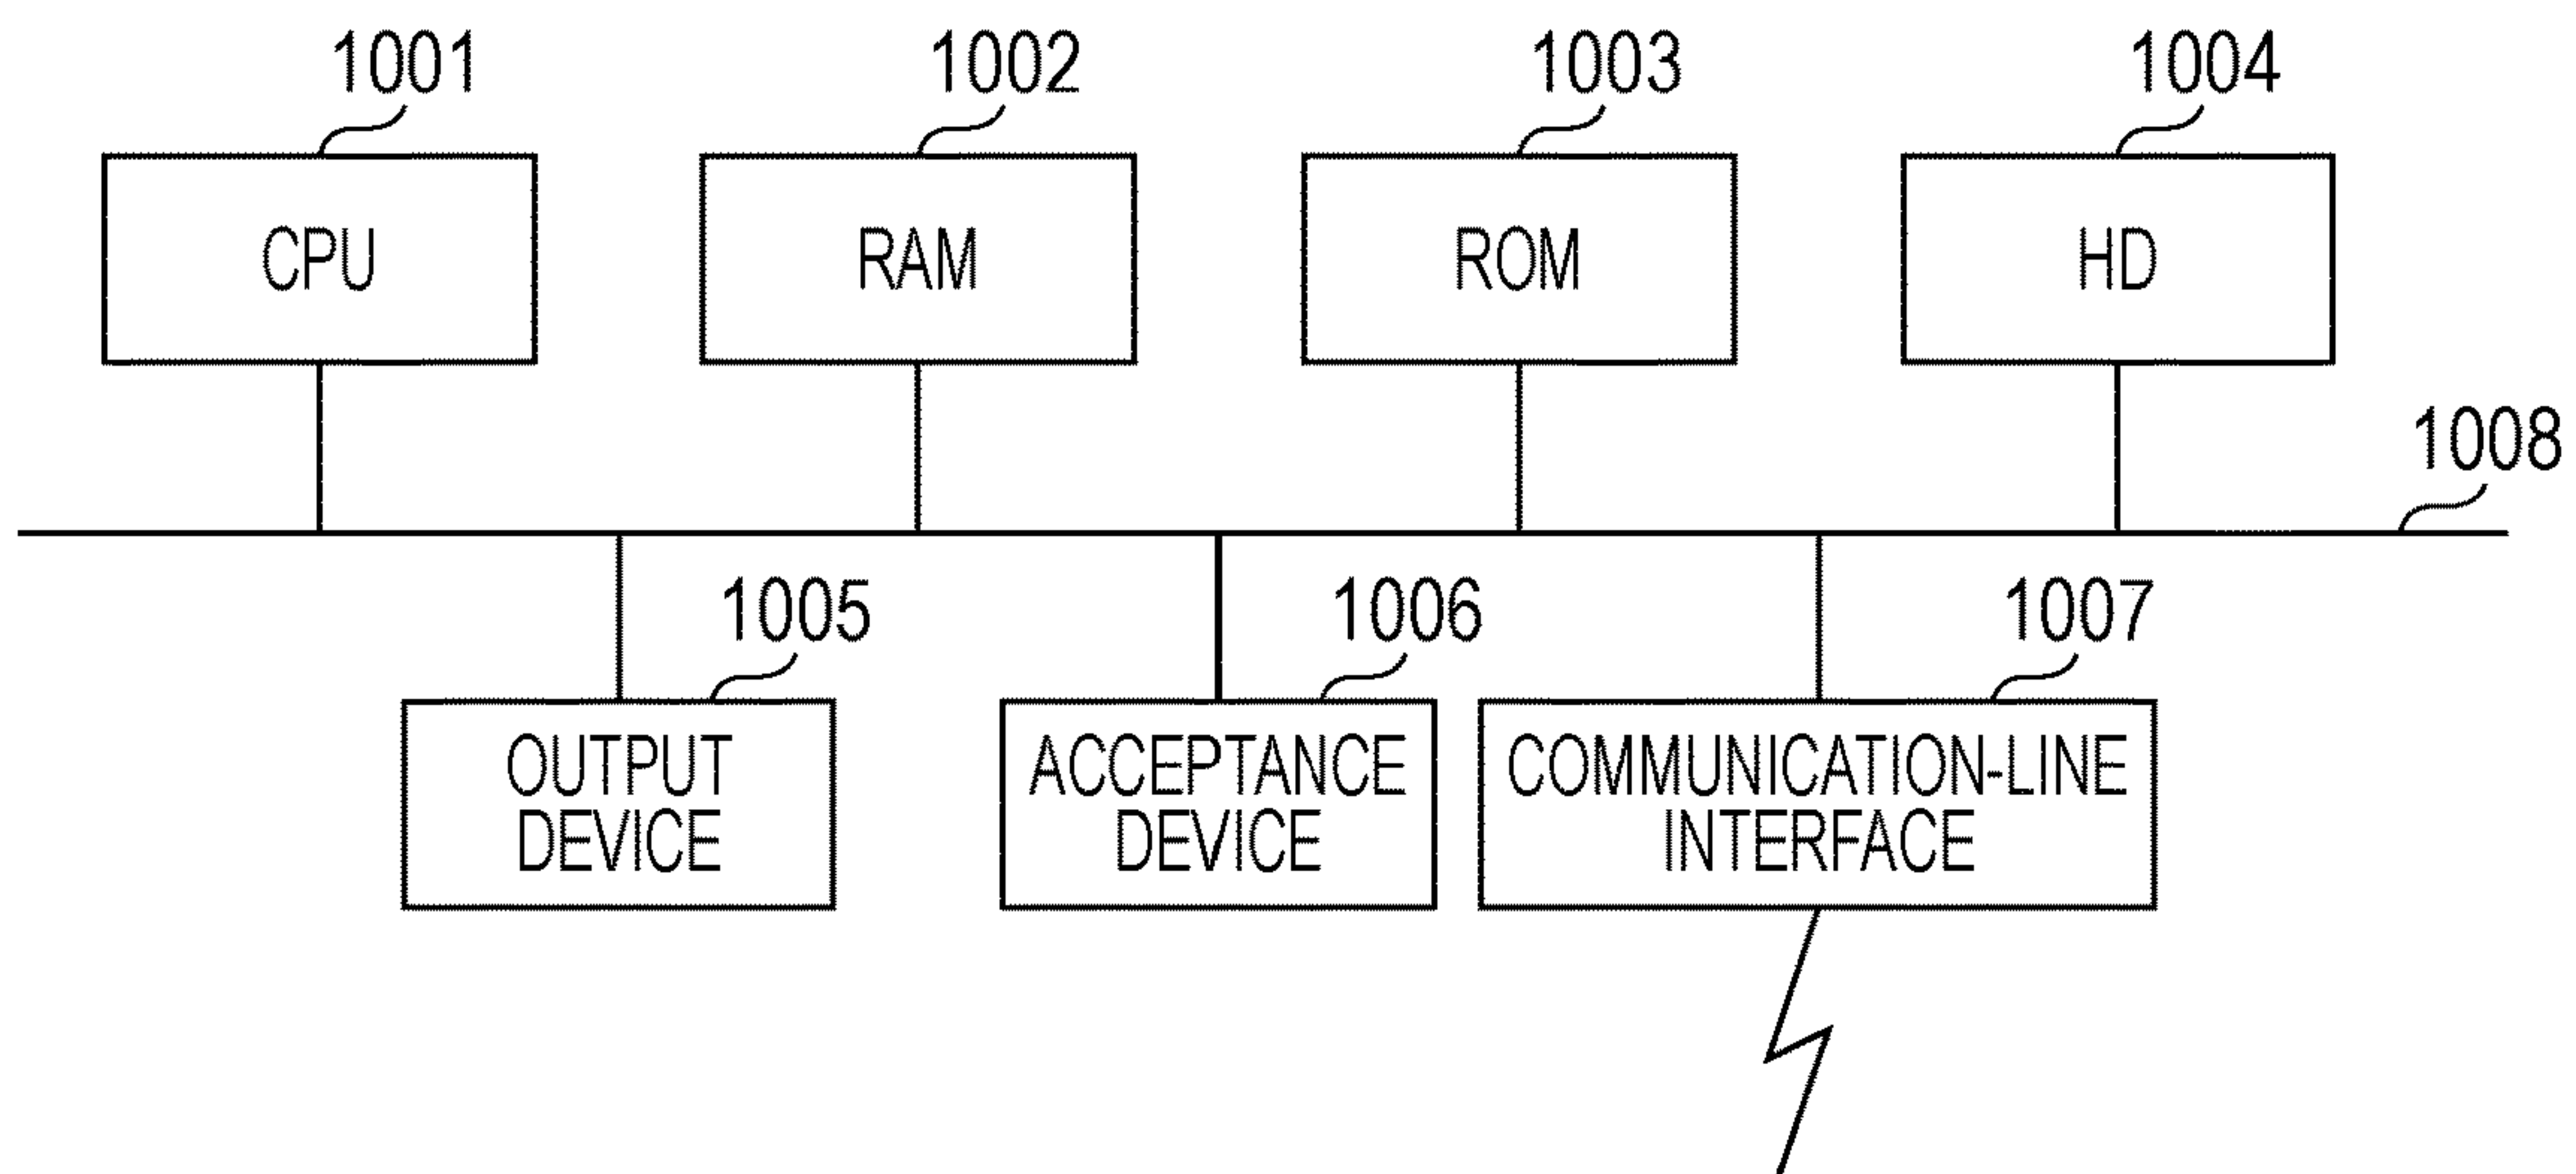 1001
1002
1003
1004
CPU
RAM
ROM
HD
1008
1005
1006
1007
OUTPUT
DEVICE
ACCEPTANCE
DEVICE
COMMUNICATION-LINE
INTERFACE